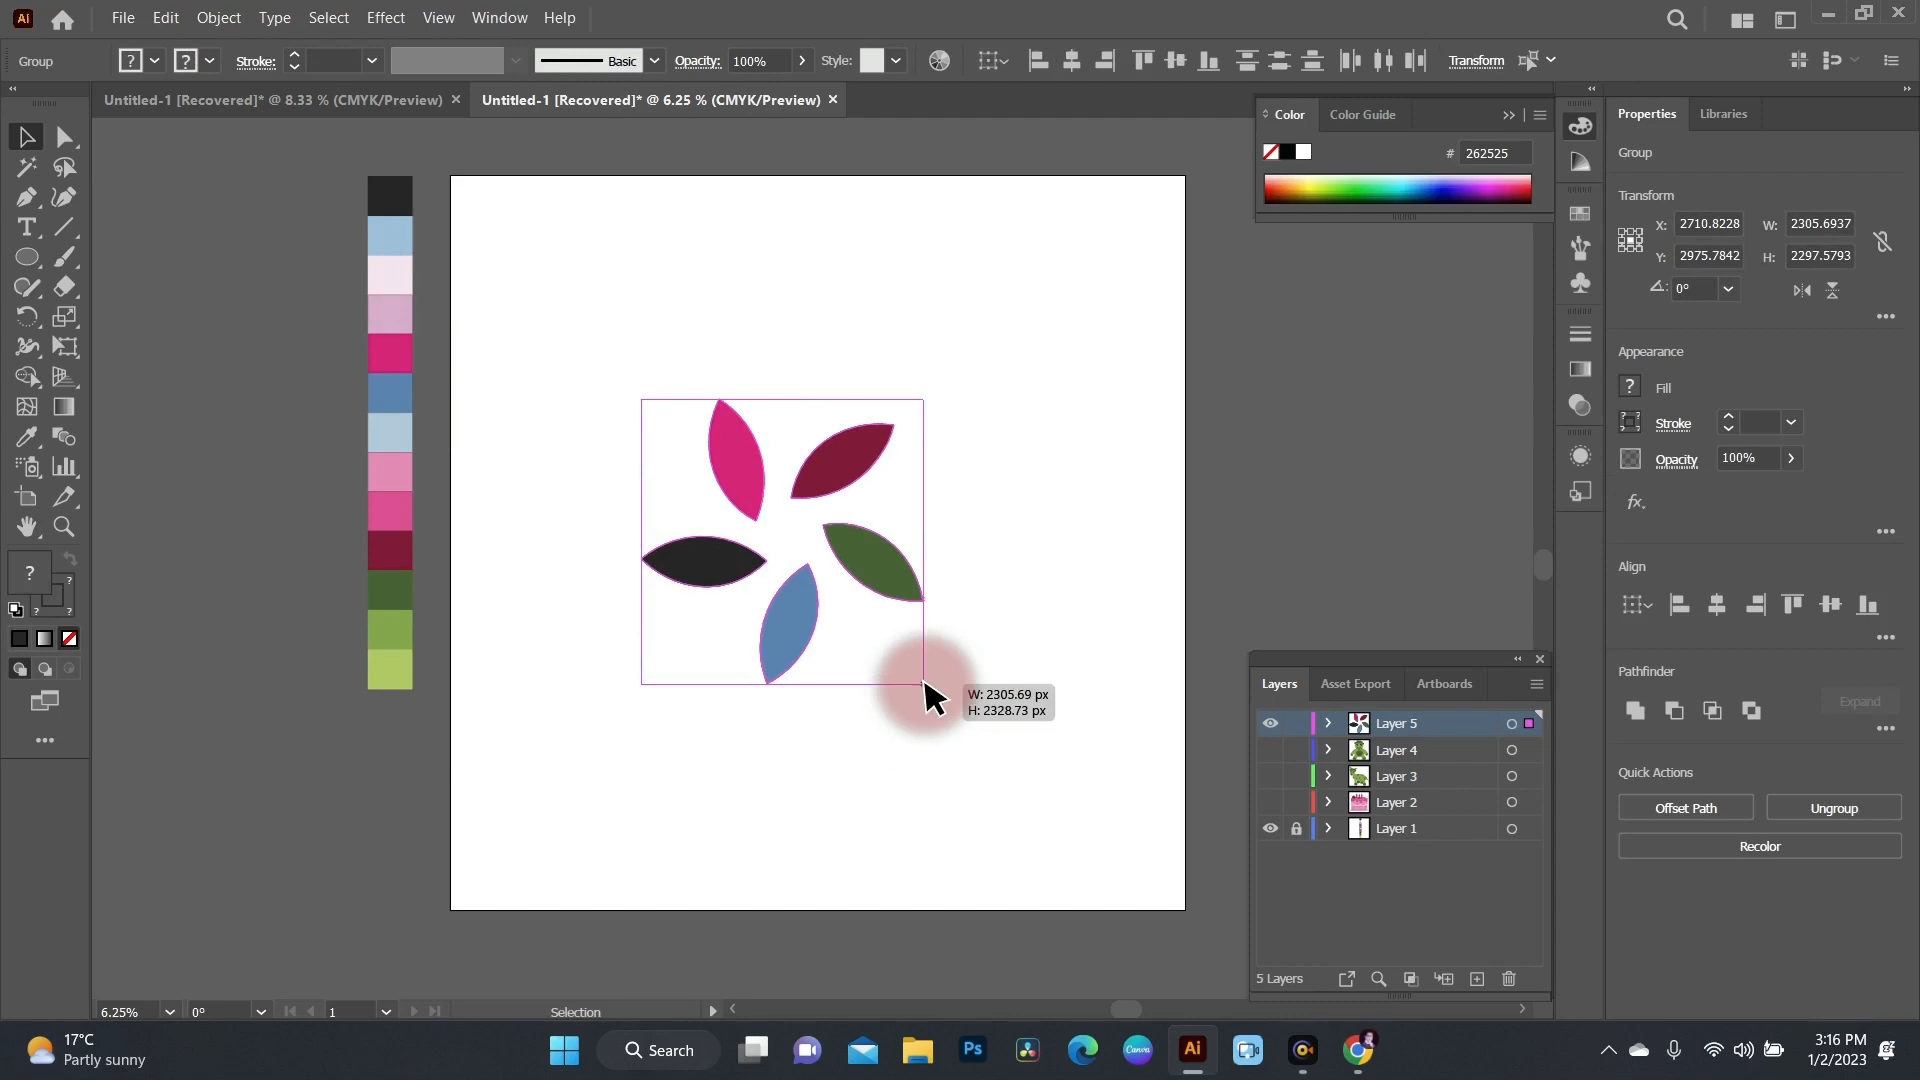 Ai File Edit Object Type Select Effect View Window Help
Group ? ? Stroke: Basic Opacity: 100% Style: Transform
Untitled-1 [Recovered]* @ 8.33 % (CMYK/Preview) Untitled-1 [Recovered]* @ 6.25 % (CMYK/Preview)
Color Color Guide
# 262525
Properties Libraries
Group
Transform
X: 2710.8228 W: 2305.6937
Y: 2975.7842 H: 2297.5793
0°
Appearance
? Fill
Stroke
Opacity 100%
fx.
Align
Pathfinder
Expand
Quick Actions
Offset Path Ungroup
Recolor
T
?
?
? ?
W: 2305.69 px
H: 2328.73 px
Layers Asset Export Artboards
Layer 5
Layer 4
Layer 3
Layer 2
Layer 1
5 Layers
6.25% 0° 1 Selection
17°C
Partly sunny
Search
Ps
Canva
Ai
3:16 PM
1/2/2023